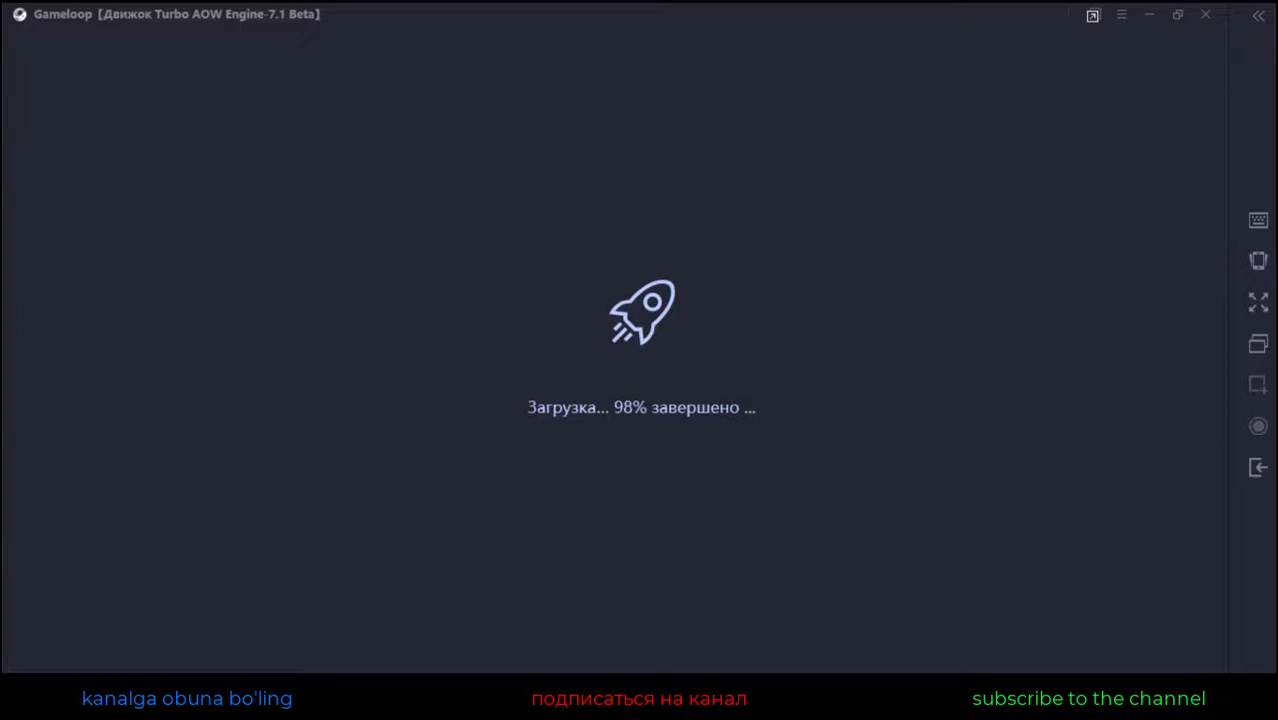 Gameloop【Движок Turbo AOW Engine-7.1 Beta】
Загрузка... 98% завершено ...
kanalga obuna bo'ling
подписаться на канал
subscribe to the channel